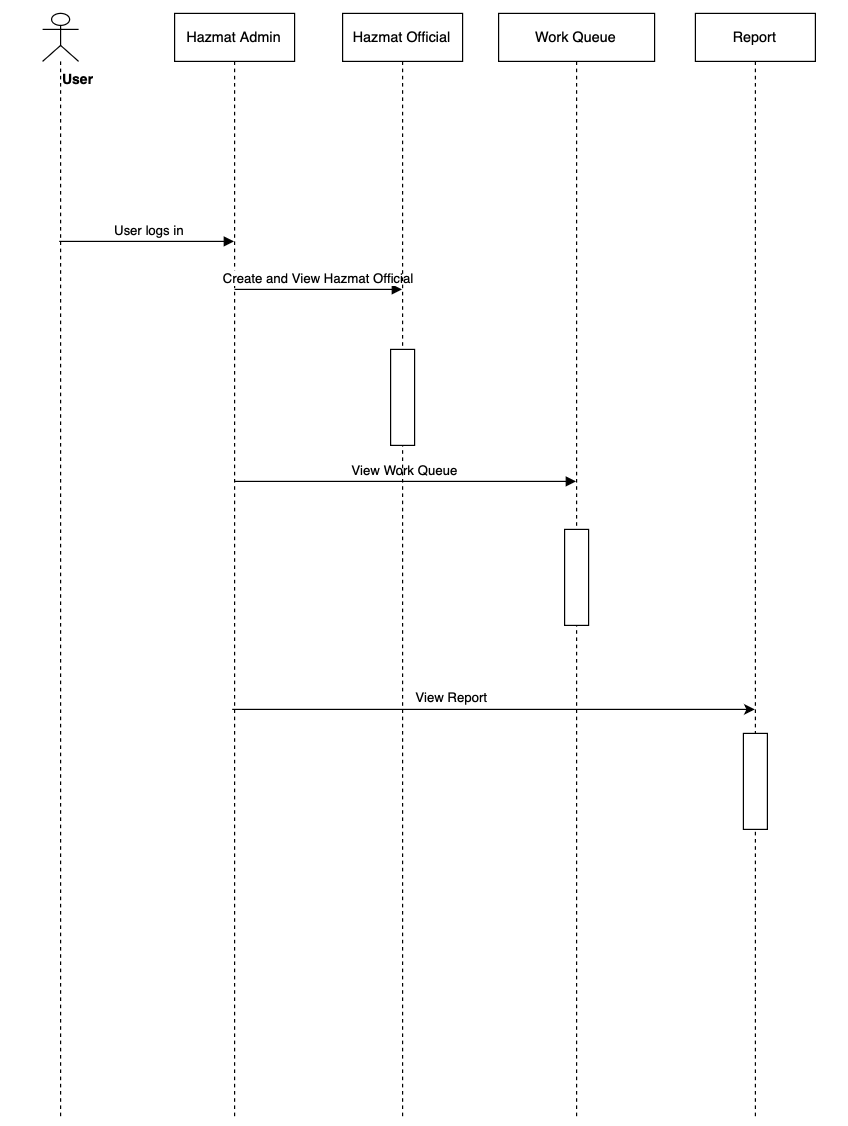 Hazmat Admin
Hazmat Official
Work Queue
Report
User
User logs in
Create and View Hazmat Official
View Work Queue
View Report